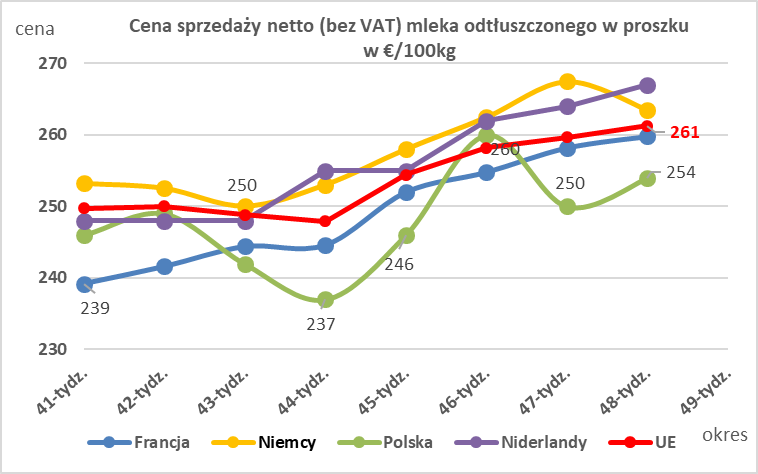 cena
Cena sprzedaży netto (bez VAT) mleka odtłuszczonego w proszku
w €/100kg
270
260
250
240
230
250
260
261
254
250
246
239
237
41-tydz.
42-tydz.
43-tydz.
44-tydz.
45-tydz.
46-tydz.
47-tydz.
48-tydz.
49-tydz.
okres
Francja Niemcy Polska Niderlandy UE